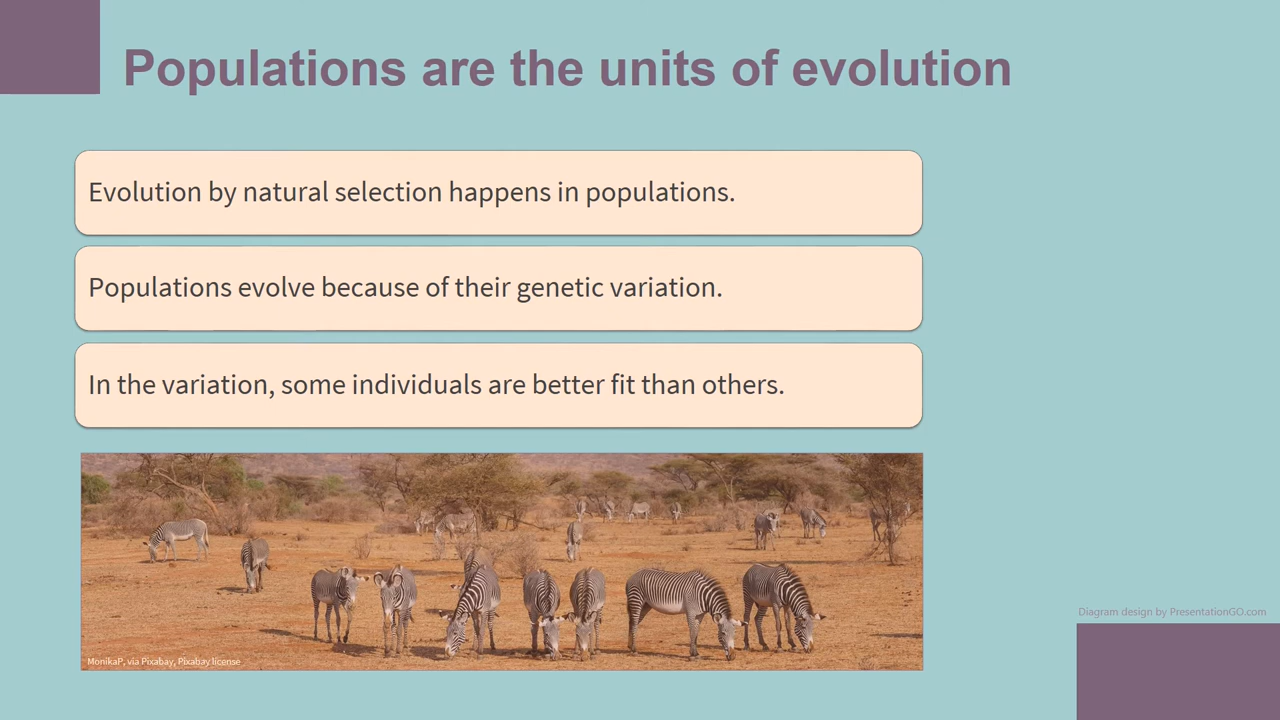 Populations are the units of evolution
Evolution by natural selection happens in populations.
Populations evolve because of their genetic variation.
In the variation, some individuals are better fit than others.
MonikaP, via Pixabay, Pixabay license
Diagram design by PresentationGO.com